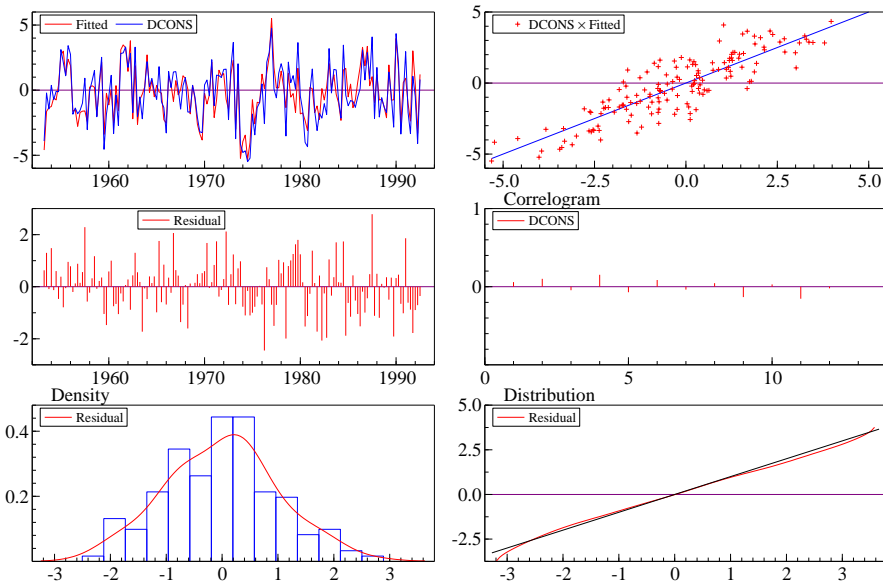 Fitted DCONS
5
0
-5
1960 1970 1980 1990
DCONS × Fitted
5
0
-5
-5.0 -2.5 0.0 2.5 5.0
Residual
2
0
-2
1960 1970 1980 1990
Correlogram
1
DCONS
0
0 5 10
Density
Residual
0.4
0.2
-3 -2 -1 0 1 2 3
Distribution
5.0
Residual
2.5
0.0
-2.5
-3 -2 -1 0 1 2 3